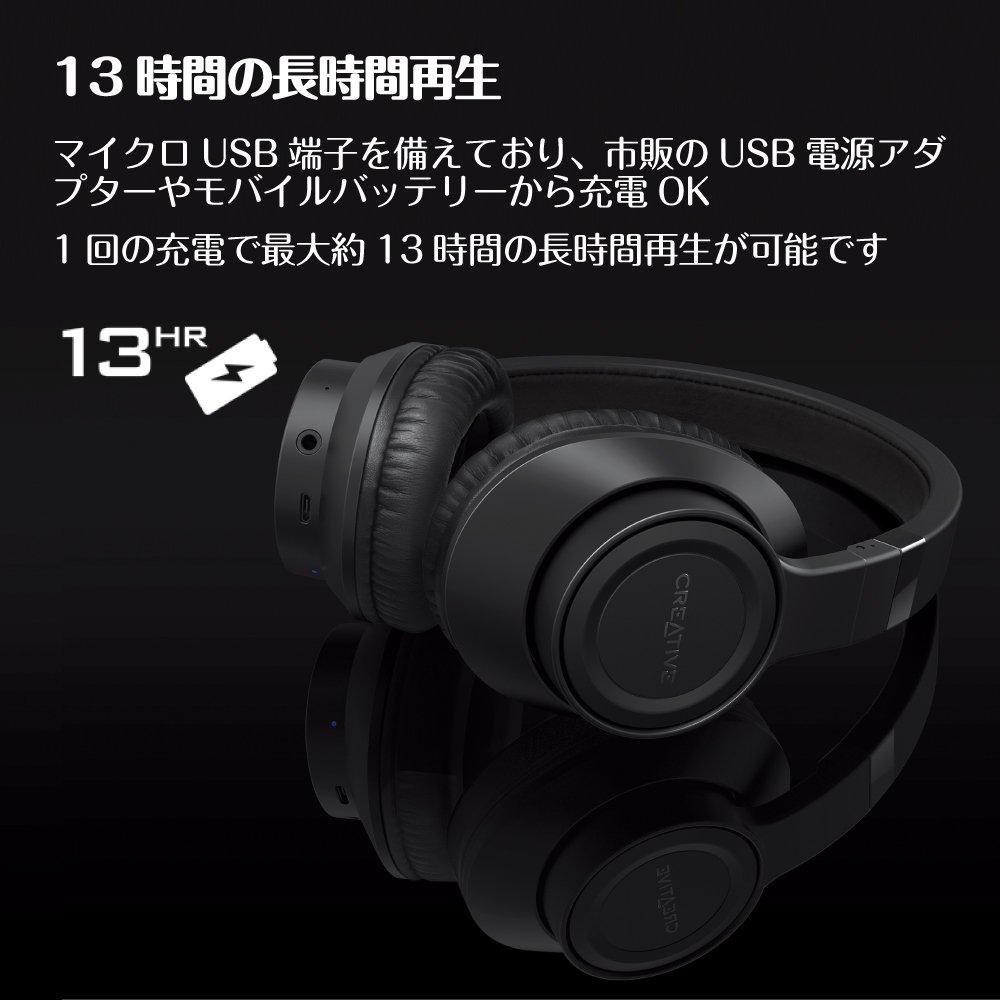 13時間の長時間再生
マイクロ USB 端子を備えており、市販の USB 電源アダ
プターやモバイルバッテリーから充電 OK
1 回の充電で最大約 13 時間の長時間再生が可能です
13HR
CREATIVE